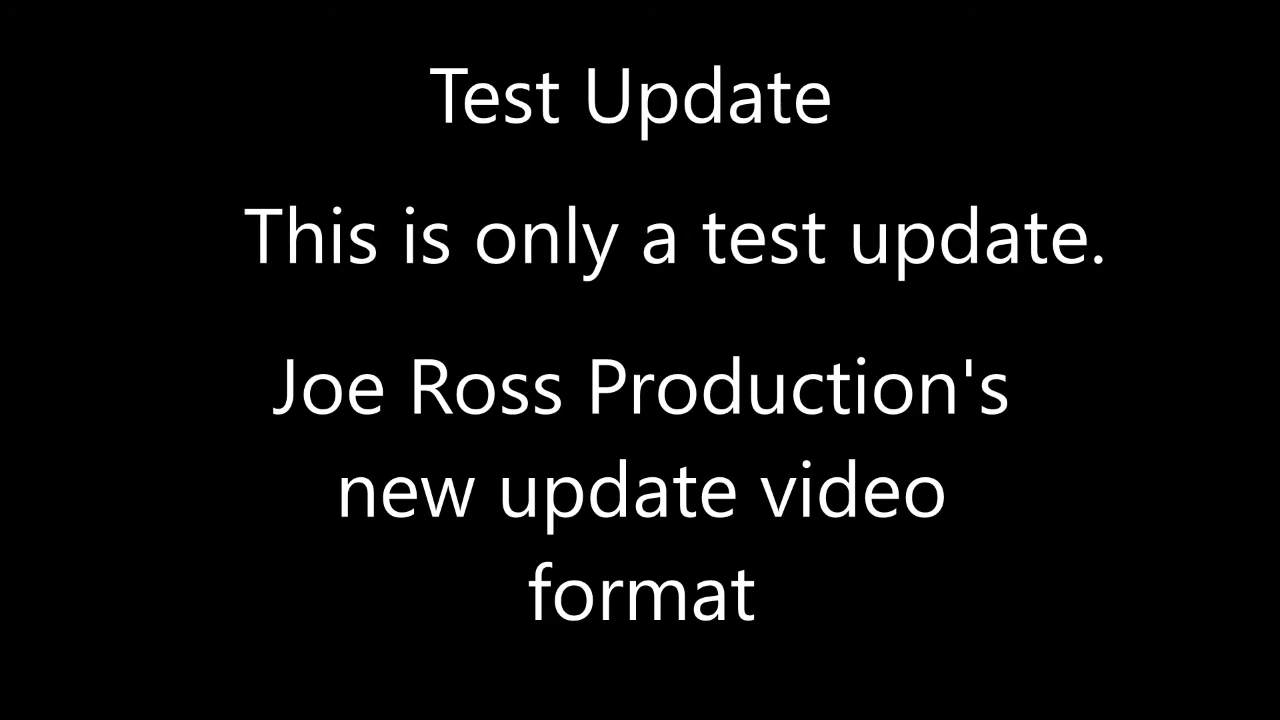 Test Update
This is only a test update.
Joe Ross Production's
new update video
format